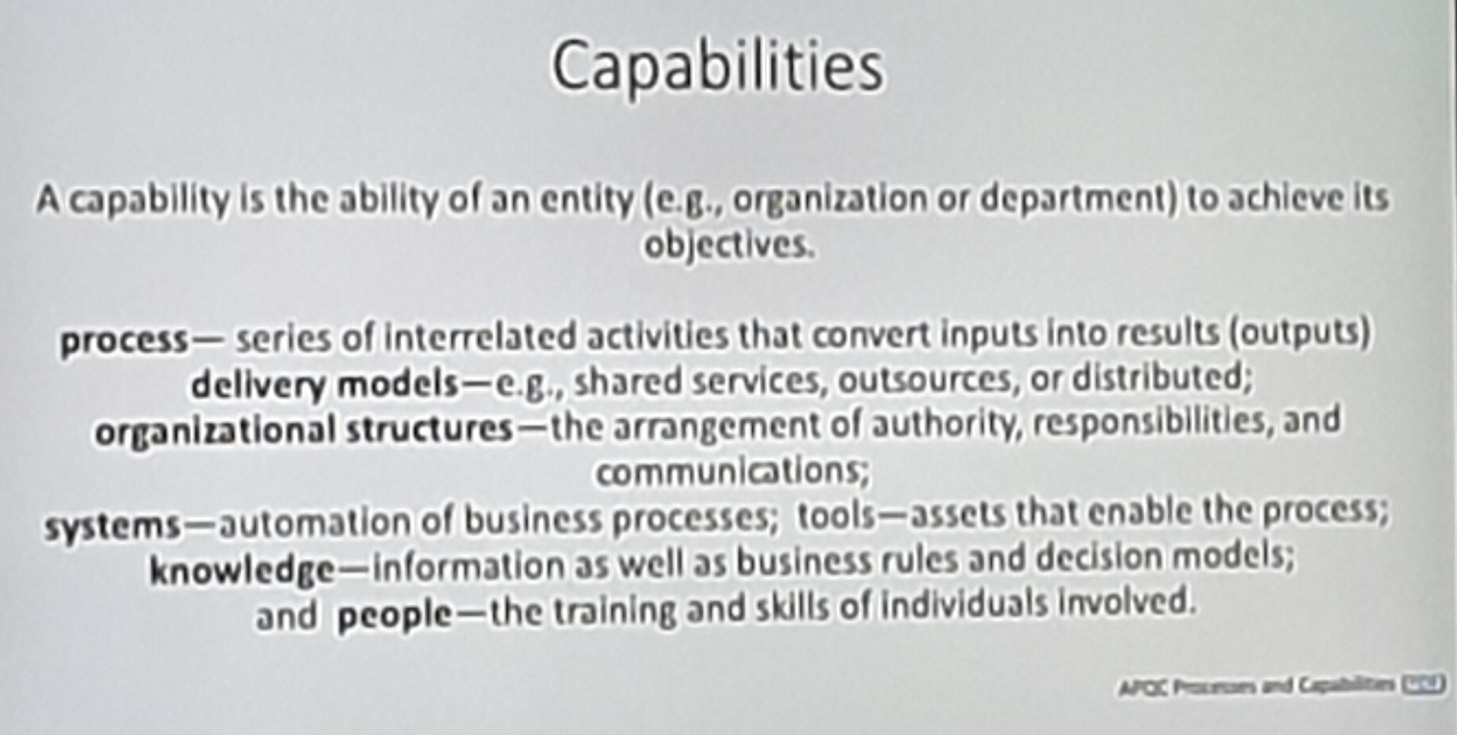 Capabilities
A capability is the ability of an entity (e.g., organization or department) to achieve its
objectives.
process— series of interrelated activities that convert inputs into results (outputs)
delivery models—e.g., shared services, outsources, or distributed;
organizational structures—the arrangement of authority, responsibilities, and
communications;
systems—automation of business processes; tools—assets that enable the process;
knowledge—information as well as business rules and decision models;
and people—the training and skills of individuals involved.
APQC Processes and Capabilities